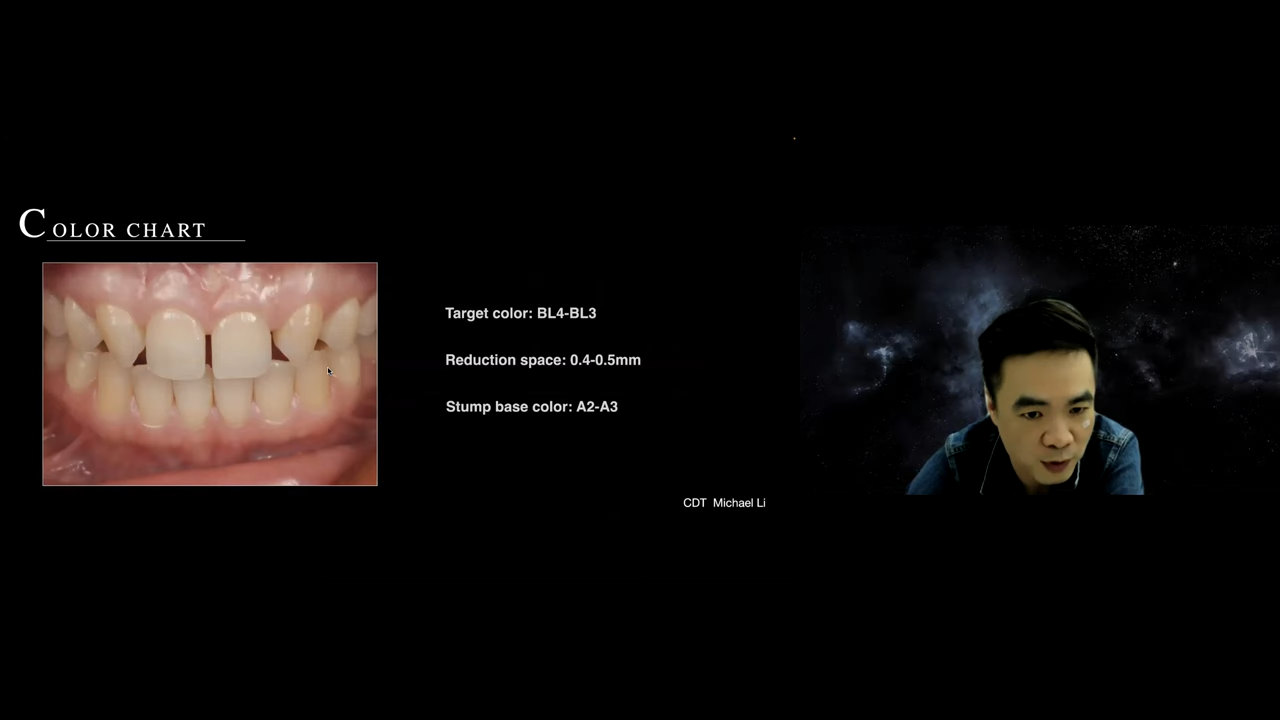 COLOR CHART
Target color: BL4-BL3
Reduction space: 0.4-0.5mm
Stump base color: A2-A3
CDT Michael Li